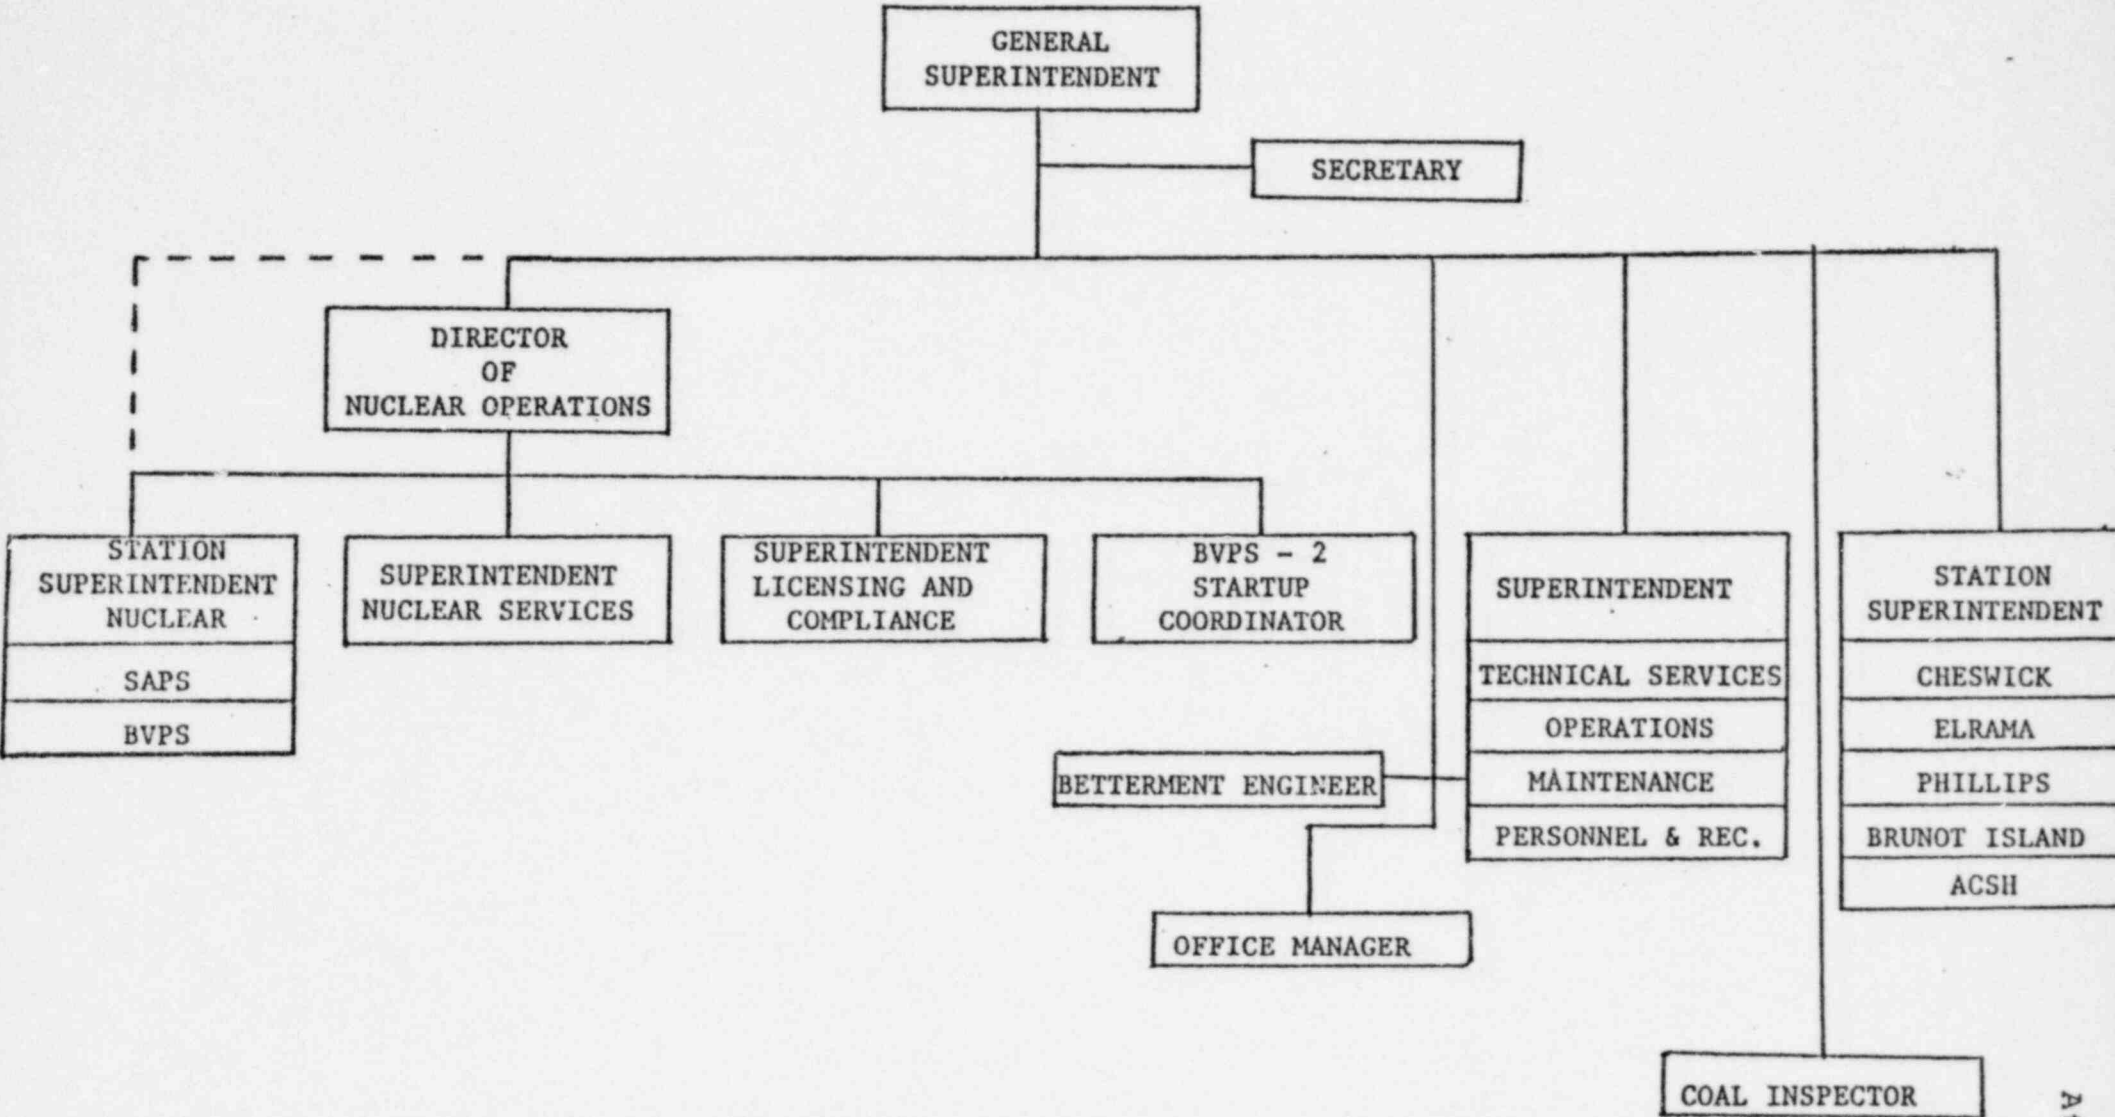 GENERAL
SUPERINTENDENT
SECRETARY
DIRECTOR
OF
NUCLEAR OPERATIONS
STATION
SUPERINTENDENT
NUCLEAR
SAPS
BVPS
SUPERINTENDENT
NUCLEAR SERVICES
SUPERINTENDENT
LICENSING AND
COMPLIANCE
BVPS - 2
STARTUP
COORDINATOR
SUPERINTENDENT
TECHNICAL SERVICES
OPERATIONS
MAINTENANCE
PERSONNEL & REC.
STATION
SUPERINTENDENT
CHESWICK
ELRAMA
PHILLIPS
BRUNOT ISLAND
ACSH
BETTERMENT ENGINEER
OFFICE MANAGER
COAL INSPECTOR
A